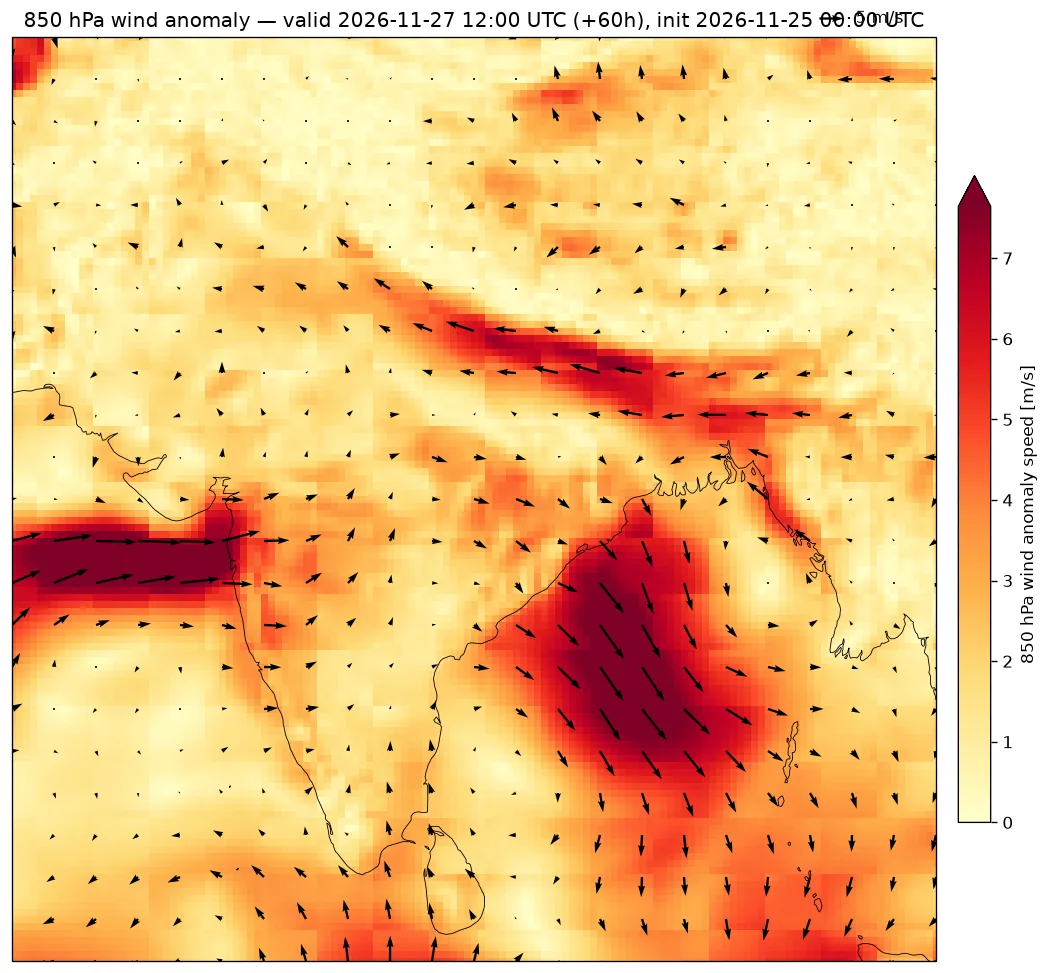 850 hPa wind anomaly — valid 2026-11-27 12:00 UTC (+60h), init 2026-11-25 00:00 UTC
5 m/s
7
6
5
4
3
2
1
0
850 hPa wind anomaly speed [m/s]